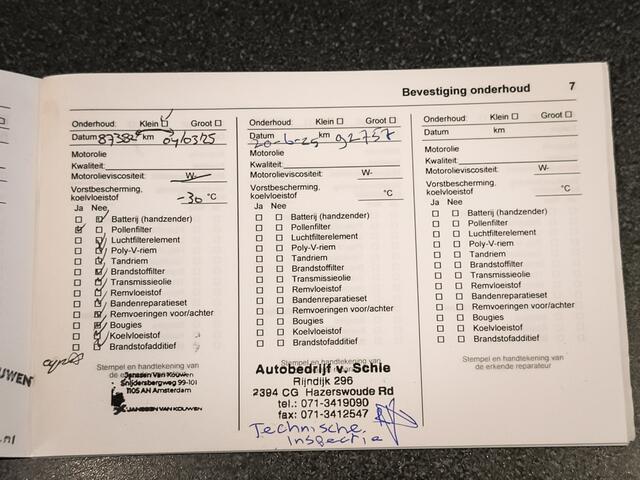 Bevestiging onderhoud 7
Onderhoud: Klein Groot
Datum 87382 km 04/03/25
Motorolie
Kwaliteit:
Motorolieviscositeit: W-
Vorstbescherming,
koelvloeistof -30 °C
Ja Nee
Batterij (handzender)
Pollenfilter
Luchtfilterelement
Poly-V-riem
Tandriem
Brandstoffilter
Transmissieolie
Remvloeistof
Bandenreparatieset
Remvoeringen voor/achter
Bougies
Koelvloeistof
Brandstofadditief
Stempel en handtekening van
de erkende reparateur
Janssen Van Kouwen
Snijdersbergweg 99-101
1105 AN Amsterdam
JANSSEN VAN KOUWEN
Onderhoud: Klein Groot
Datum 20-6-25 km 92757
Motorolie
Kwaliteit:
Motorolieviscositeit: W-
Vorstbescherming,
koelvloeistof °C
Ja Nee
Batterij (handzender)
Pollenfilter
Luchtfilterelement
Poly-V-riem
Tandriem
Brandstoffilter
Transmissieolie
Remvloeistof
Bandenreparatieset
Remvoeringen voor/achter
Bougies
Koelvloeistof
Brandstofadditief
Stempel en handtekening van
Autobedrijf v. Schie
Rijndijk 296
2394 CG Hazerswoude Rd
tel.: 071-3419090
fax: 071-3412547
Technische
Inspectie
Onderhoud: Klein Groot
Datum km
Motorolie
Kwaliteit:
Motorolieviscositeit: W-
Vorstbescherming,
koelvloeistof °C
Ja Nee
Batterij (handzender)
Pollenfilter
Luchtfilterelement
Poly-V-riem
Tandriem
Brandstoffilter
Transmissieolie
Remvloeistof
Bandenreparatieset
Remvoeringen voor/achter
Bougies
Koelvloeistof
Brandstofadditief
Stempel en handtekening van
de erkende reparateur